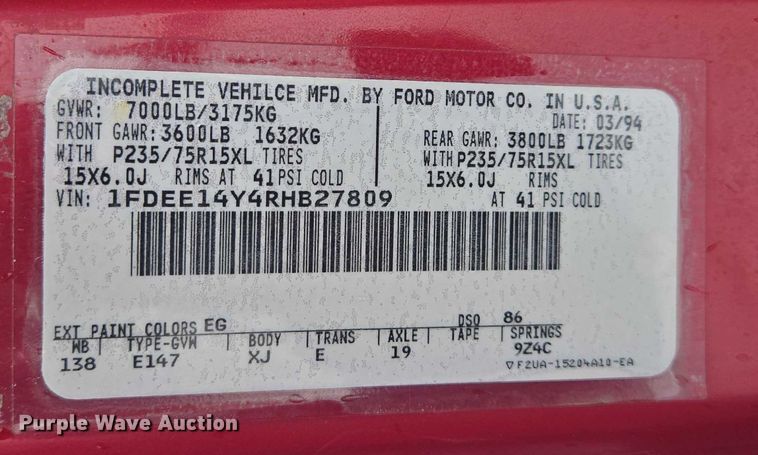 INCOMPLETE VEHILCE MFD. BY FORD MOTOR CO. IN U.S.A.
GVWR: 7000LB/3175KG DATE: 03/94
FRONT GAWR:3600LB 1632KG REAR GAWR: 3800LB 1723KG
WITH P235/75R15XL TIRES WITH P235/75R15XL TIRES
15X6.0J RIMS AT 41 PSI COLD 15X6.0J RIMS
VIN: 1FDEE14Y4RHB27809 AT 41 PSI COLD
EXT PAINT COLORS EG DSO 86
WB TYPE-GVW BODY TRANS AXLE TAPE SPRINGS
138 E147 XJ E 19 9Z4C
▽F2UA-15204A10-EA
Purple Wave Auction